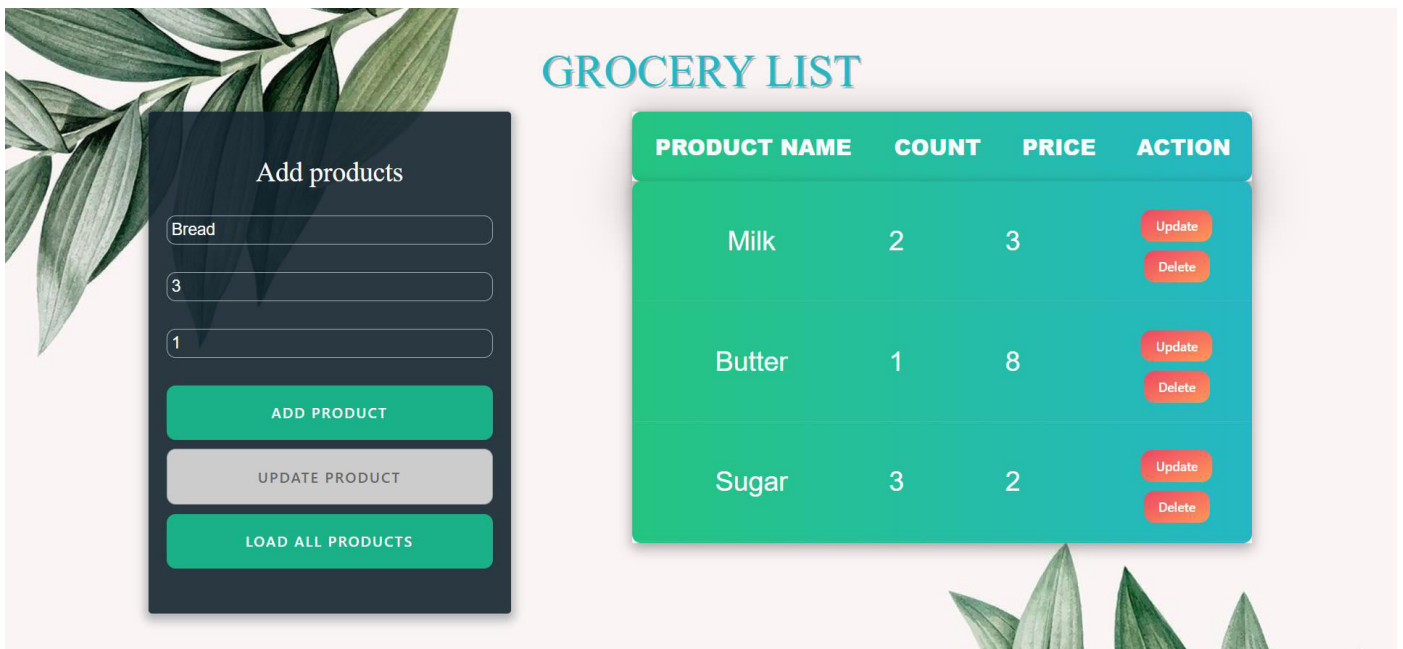 GROCERY LIST
Add products
Bread
3
1
ADD PRODUCT
UPDATE PRODUCT
LOAD ALL PRODUCTS
PRODUCT NAME COUNT PRICE ACTION
Milk 2 3 Update
Delete
Butter 1 8 Update
Delete
Sugar 3 2 Update
Delete